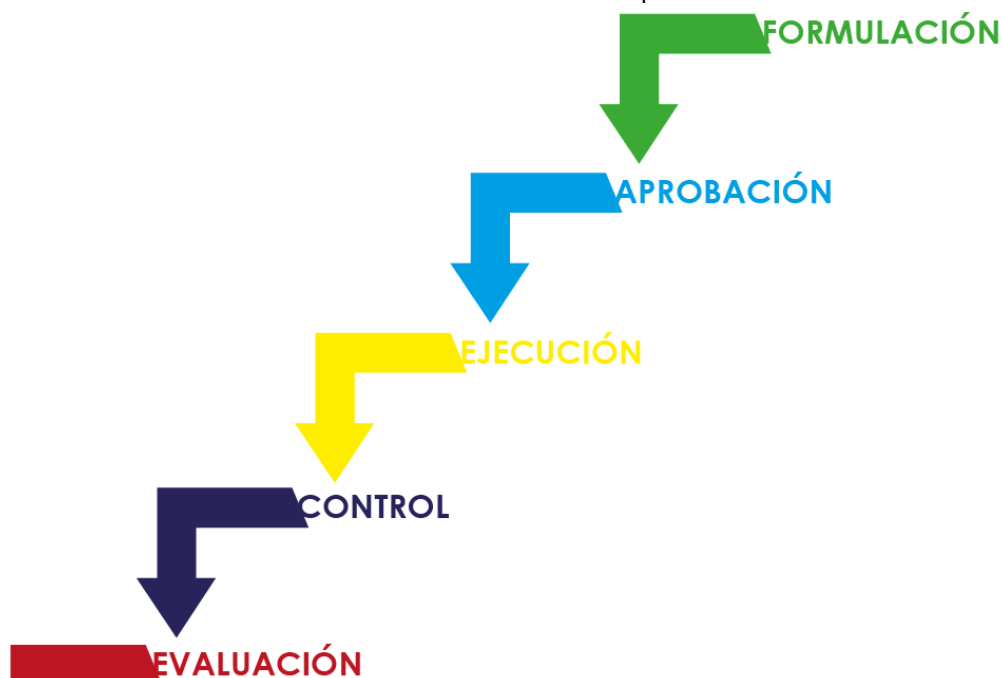 FORMULACIÓN
APROBACIÓN
EJECUCIÓN
CONTROL
EVALUACIÓN